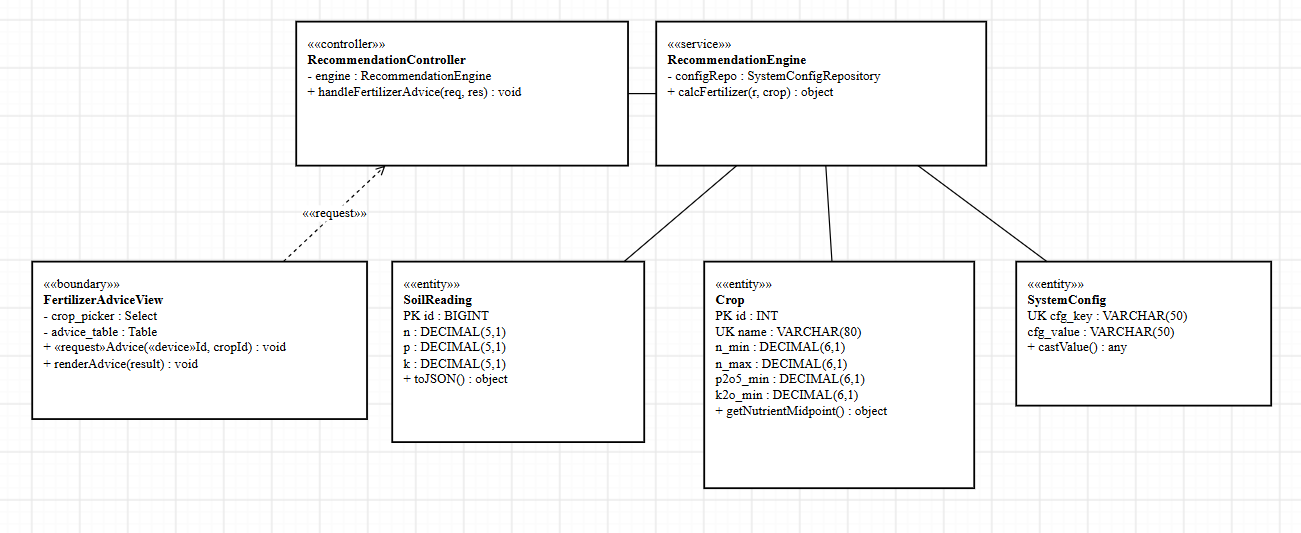 ««controller»»
RecommendationController
- engine : RecommendationEngine
+ handleFertilizerAdvice(req, res) : void
««service»»
RecommendationEngine
- configRepo : SystemConfigRepository
+ calcFertilizer(r, crop) : object
««request»»
««boundary»»
FertilizerAdviceView
- crop_picker : Select
- advice_table : Table
+ «request»Advice(«device»Id, cropId) : void
+ renderAdvice(result) : void
««entity»»
SoilReading
PK id : BIGINT
n : DECIMAL(5,1)
p : DECIMAL(5,1)
k : DECIMAL(5,1)
+ toJSON() : object
««entity»»
Crop
PK id : INT
UK name : VARCHAR(80)
n_min : DECIMAL(6,1)
n_max : DECIMAL(6,1)
p2o5_min : DECIMAL(6,1)
k2o_min : DECIMAL(6,1)
+ getNutrientMidpoint() : object
««entity»»
SystemConfig
UK cfg_key : VARCHAR(50)
cfg_value : VARCHAR(50)
+ castValue() : any